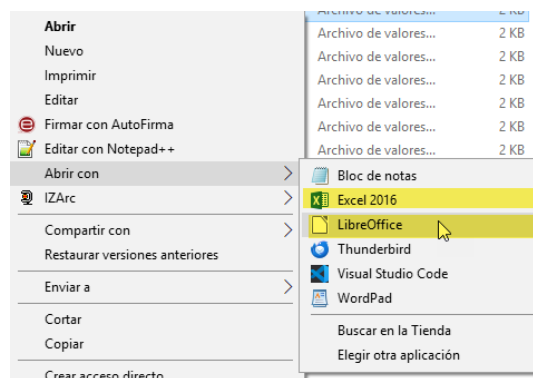 Abrir
Nuevo
Imprimir
Editar
Firmar con AutoFirma
Editar con Notepad++
Abrir con
IZArc
Compartir con
Restaurar versiones anteriores
Enviar a
Cortar
Copiar
Crear acceso directo
Archivo de valores... 2 KB
Archivo de valores... 2 KB
Archivo de valores... 2 KB
Archivo de valores... 2 KB
Archivo de valores... 2 KB
Archivo de valores... 2 KB
Archivo de valores... 2 KB
Bloc de notas
Excel 2016
LibreOffice
Thunderbird
Visual Studio Code
WordPad
Buscar en la Tienda
Elegir otra aplicación